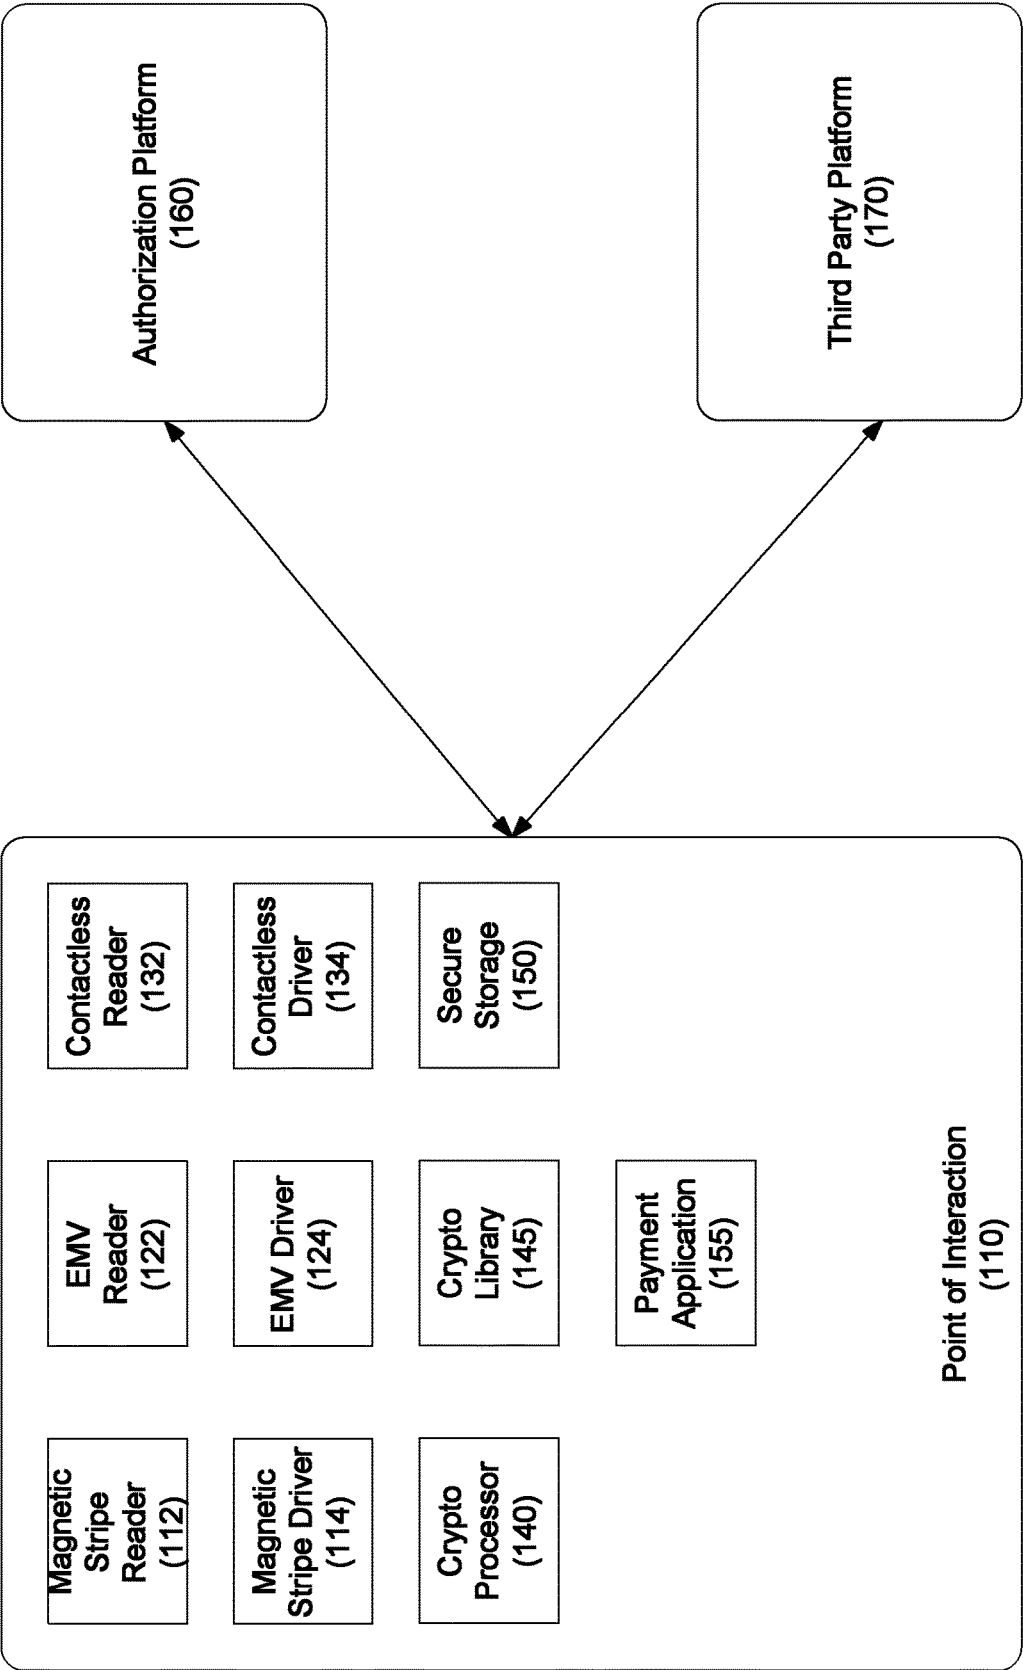 Magnetic
Stripe
Reader
(112)
EMV
Reader
(122)
Contactless
Reader
(132)
Magnetic
Stripe Driver
(114)
EMV Driver
(124)
Contactless
Driver
(134)
Crypto
Processor
(140)
Crypto
Library
(145)
Secure
Storage
(150)
Payment
Application
(155)
Point of Interaction
(110)
Authorization Platform
(160)
Third Party Platform
(170)